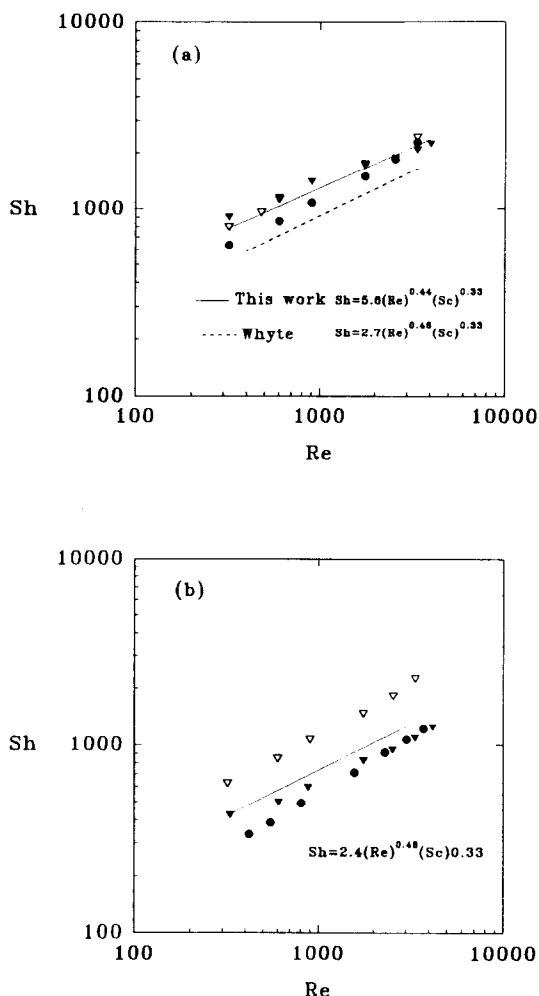 10000
(a)
Sh
1000
This work Sh=5.6(Re)^0.44(Sc)^0.33
Whyte Sh=2.7(Re)^0.48(Sc)^0.33
100
100 1000 10000
Re
10000
(b)
Sh
1000
Sh=2.4(Re)^0.48(Sc)0.33
100
100 1000 10000
Re